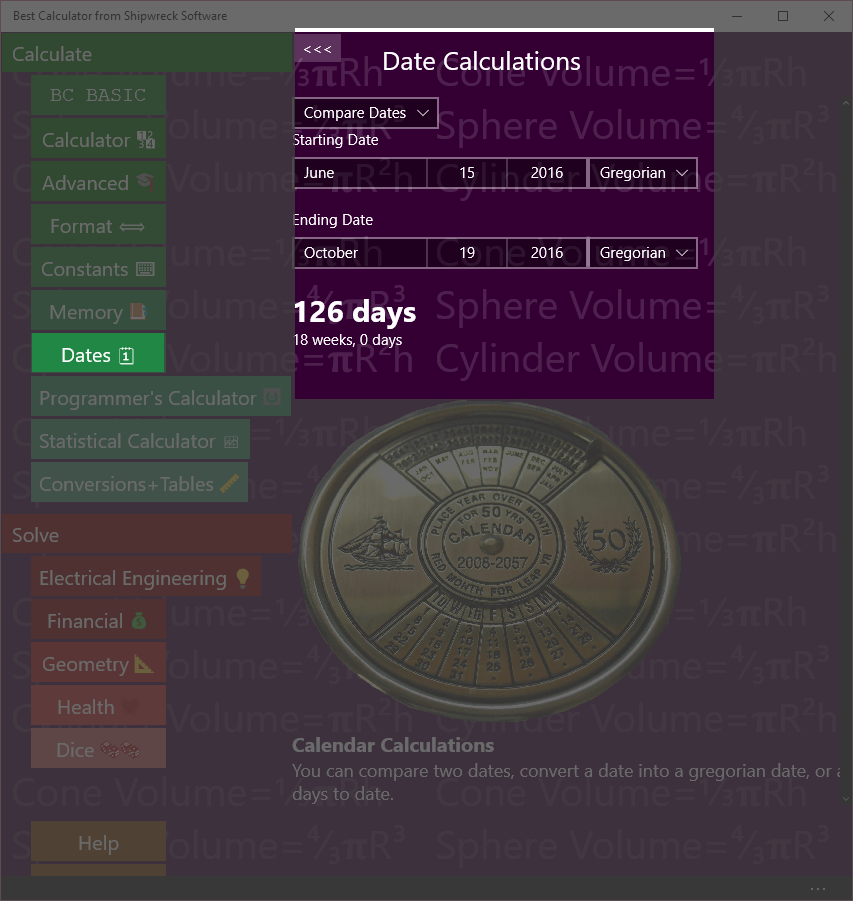 Best Calculator from Shipwreck Software
Calculate
BC BASIC
Calculator
Advanced
Format
Constants
Memory
Dates
Programmer's Calculator
Statistical Calculator
Conversions+Tables
Solve
Electrical Engineering
Financial
Geometry
Health
Dice
Help
<<<
Date Calculations
Compare Dates
Starting Date
June 15 2016 Gregorian
Ending Date
October 19 2016 Gregorian
126 days
18 weeks, 0 days
Cone Volume=⅓πRh
Sphere Volume=⁴⁄₃πR³
Cylinder Volume=πR²h
PLACE YEAR OVER MONTH
FOR 50 YRS
CALENDAR
2008-2057
RED MONTH FOR LEAP YR
50
Calendar Calculations
You can compare two dates, convert a date into a gregorian date, or a
days to date.
...